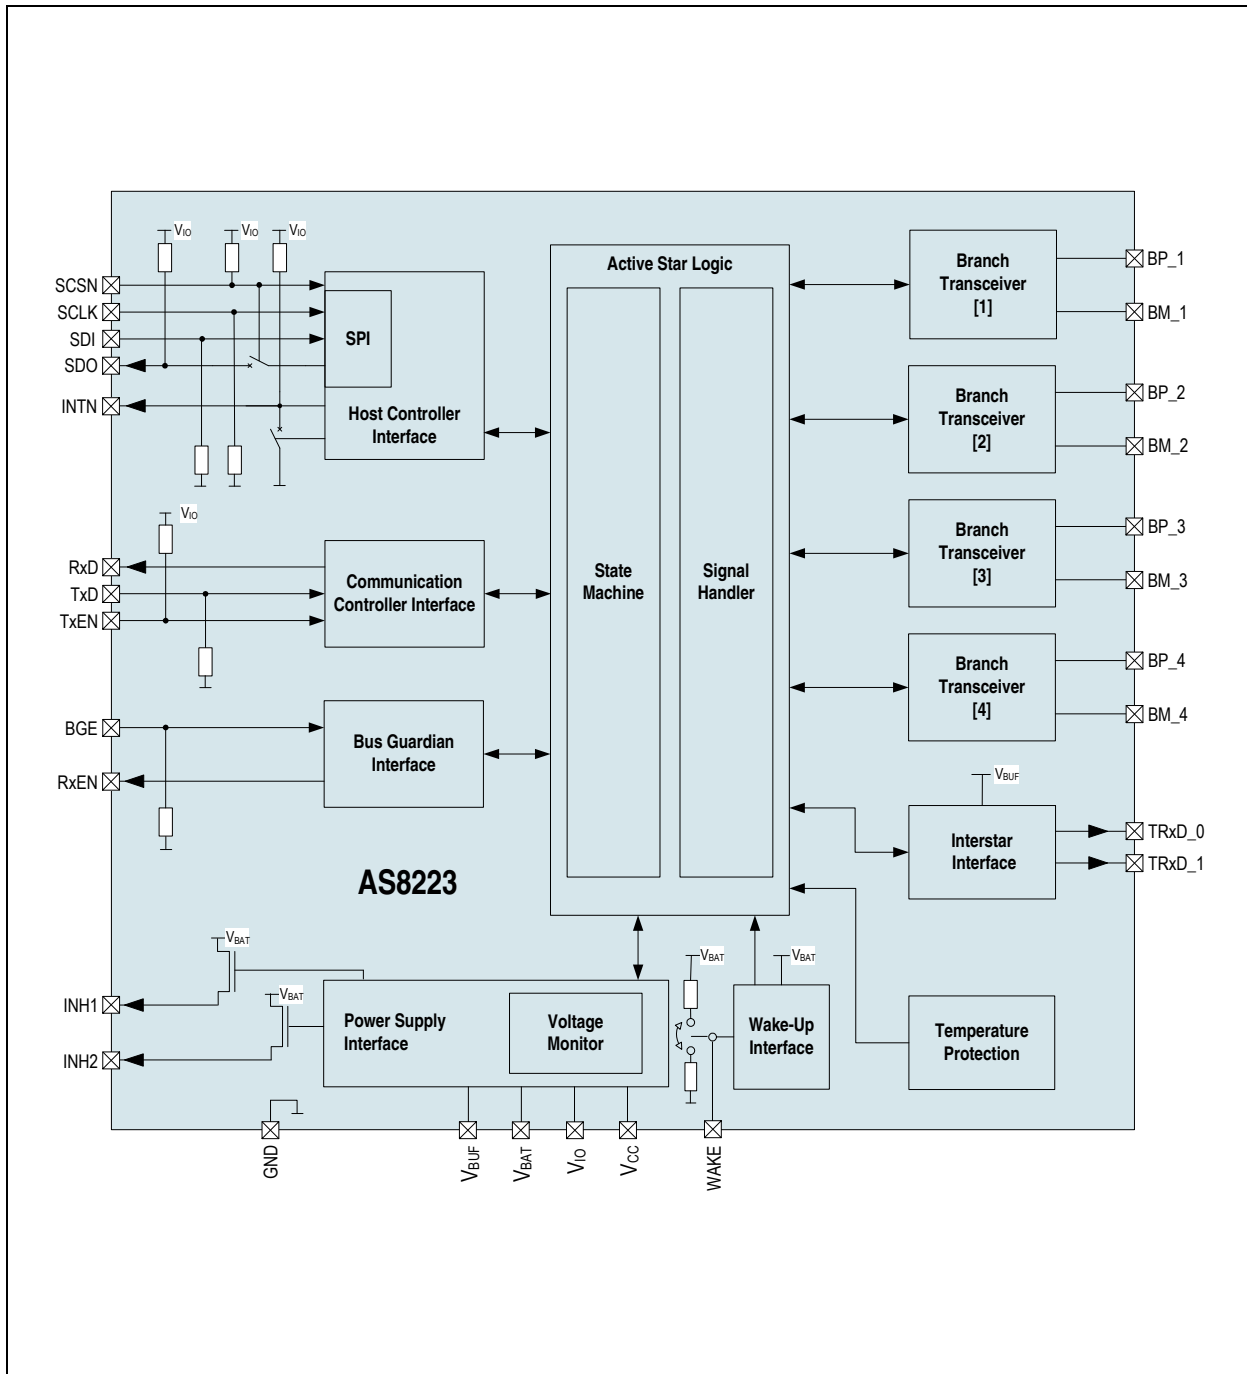 VIO
VIO
VIO
SCSN
SCLK
SDI
SDO
INTN
SPI
Host Controller
Interface
VIO
RxD
TxD
TxEN
Communication
Controller Interface
BGE
RxEN
Bus Guardian
Interface
AS8223
Active Star Logic
State
Machine
Signal
Handler
Branch
Transceiver
[1]
BP_1
BM_1
Branch
Transceiver
[2]
BP_2
BM_2
Branch
Transceiver
[3]
BP_3
BM_3
Branch
Transceiver
[4]
BP_4
BM_4
VBUF
Interstar
Interface
TRxD_0
TRxD_1
VBAT
VBAT
INH1
INH2
Power Supply
Interface
Voltage
Monitor
VBAT
VBAT
Wake-Up
Interface
Temperature
Protection
GND
VBUF
VBAT
VIO
VCC
WAKE